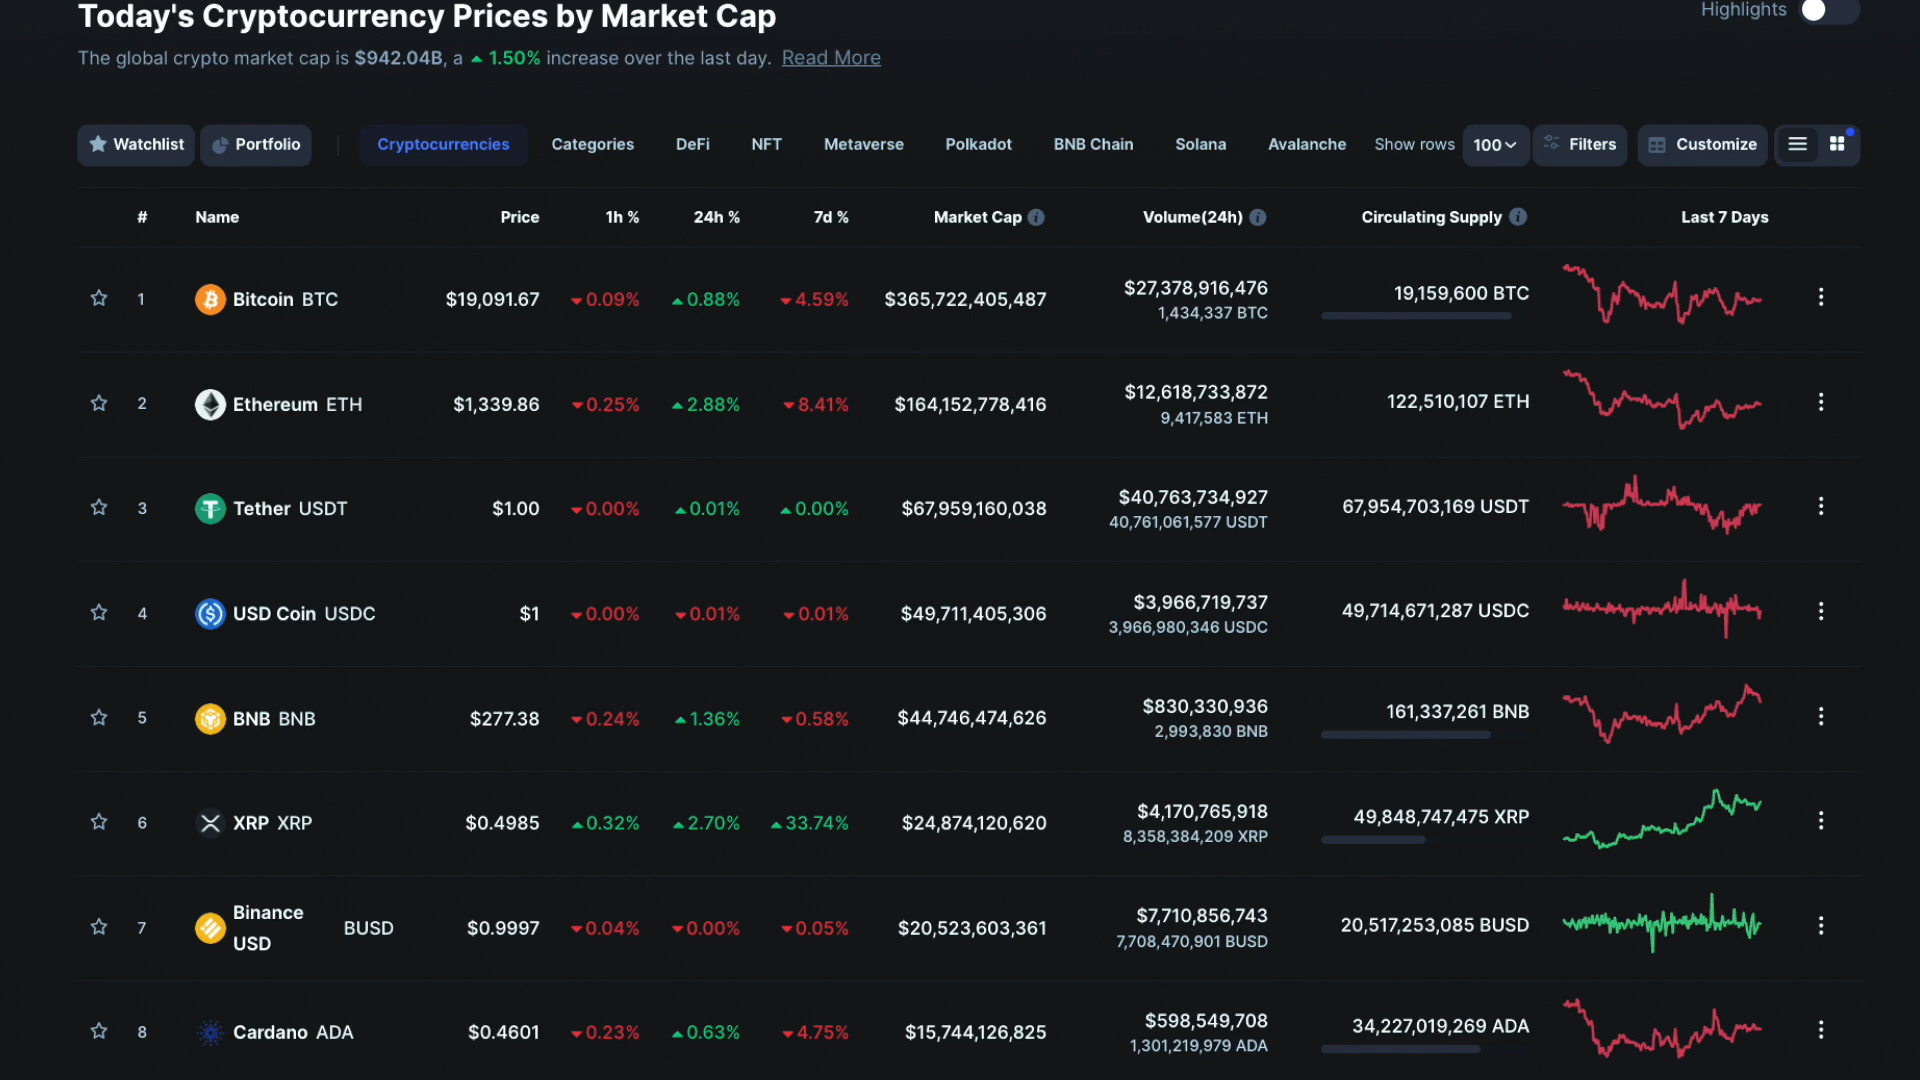 Today's Cryptocurrency Prices by Market Cap
Highlights
The global crypto market cap is $942.04B, a 1.50% increase over the last day. Read More
Watchlist Portfolio Cryptocurrencies Categories DeFi NFT Metaverse Polkadot BNB Chain Solana Avalanche Show rows 100 Filters Customize
# Name Price 1h % 24h % 7d % Market Cap Volume(24h) Circulating Supply Last 7 Days
1 Bitcoin BTC $19,091.67 0.09% 0.88% 4.59% $365,722,405,487 $27,378,916,476 19,159,600 BTC
1,434,337 BTC
2 Ethereum ETH $1,339.86 0.25% 2.88% 8.41% $164,152,778,416 $12,618,733,872 122,510,107 ETH
9,417,583 ETH
3 Tether USDT $1.00 0.00% 0.01% 0.00% $67,959,160,038 $40,763,734,927 67,954,703,169 USDT
40,761,061,577 USDT
4 USD Coin USDC $1 0.00% 0.01% 0.01% $49,711,405,306 $3,966,719,737 49,714,671,287 USDC
3,966,980,346 USDC
5 BNB BNB $277.38 0.24% 1.36% 0.58% $44,746,474,626 $830,330,936 161,337,261 BNB
2,993,830 BNB
6 XRP XRP $0.4985 0.32% 2.70% 33.74% $24,874,120,620 $4,170,765,918 49,848,747,475 XRP
8,358,384,209 XRP
7 Binance USD BUSD $0.9997 0.04% 0.00% 0.05% $20,523,603,361 $7,710,856,743 20,517,253,085 BUSD
7,708,470,901 BUSD
8 Cardano ADA $0.4601 0.23% 0.63% 4.75% $15,744,126,825 $598,549,708 34,227,019,269 ADA
1,301,219,979 ADA